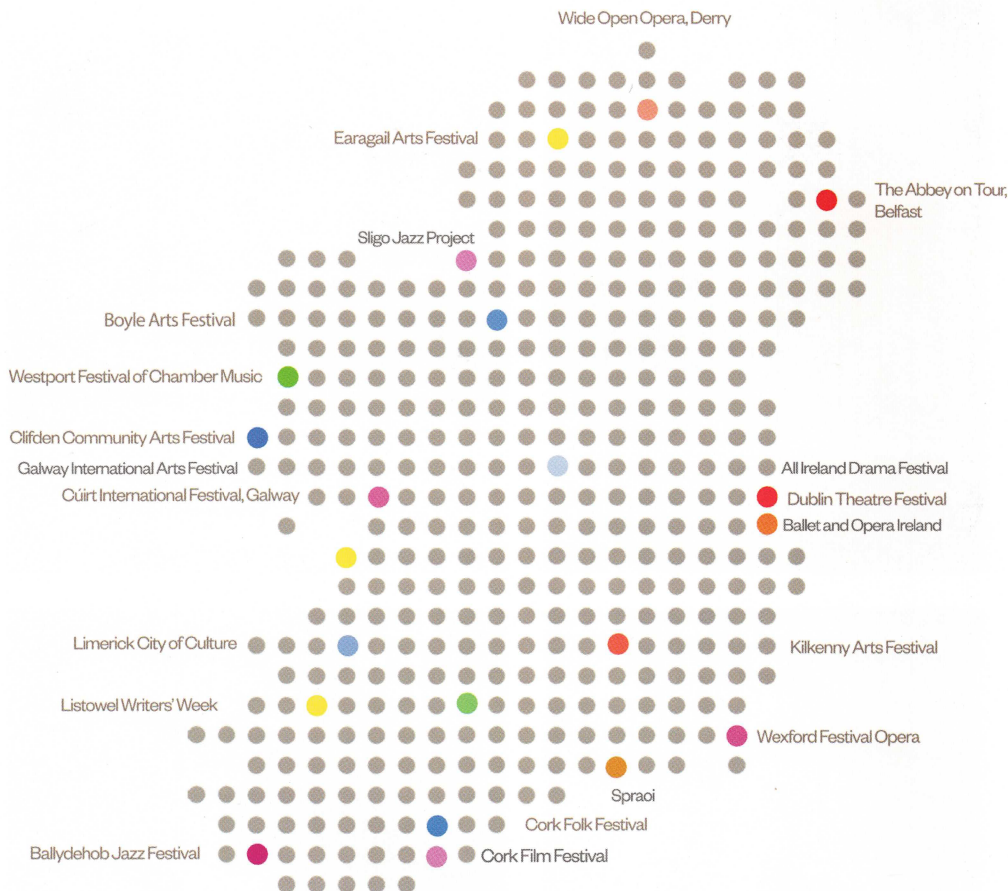 Wide Open Opera, Derry
Earagail Arts Festival
The Abbey on Tour,
Belfast
Sligo Jazz Project
Boyle Arts Festival
Westport Festival of Chamber Music
Clifden Community Arts Festival
Galway International Arts Festival
All Ireland Drama Festival
Cúirt International Festival, Galway
Dublin Theatre Festival
Ballet and Opera Ireland
Limerick City of Culture
Kilkenny Arts Festival
Listowel Writers' Week
Wexford Festival Opera
Spraoi
Cork Folk Festival
Ballydehob Jazz Festival
Cork Film Festival